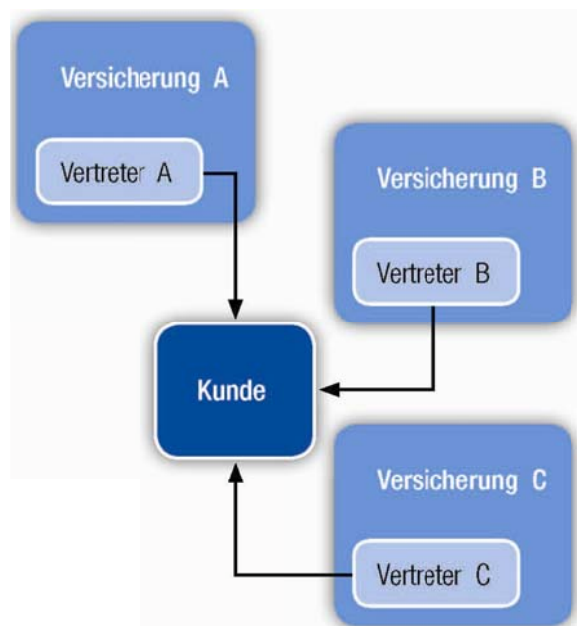 Versicherung A
Vertreter A
Versicherung B
Vertreter B
Kunde
Versicherung C
Vertreter C